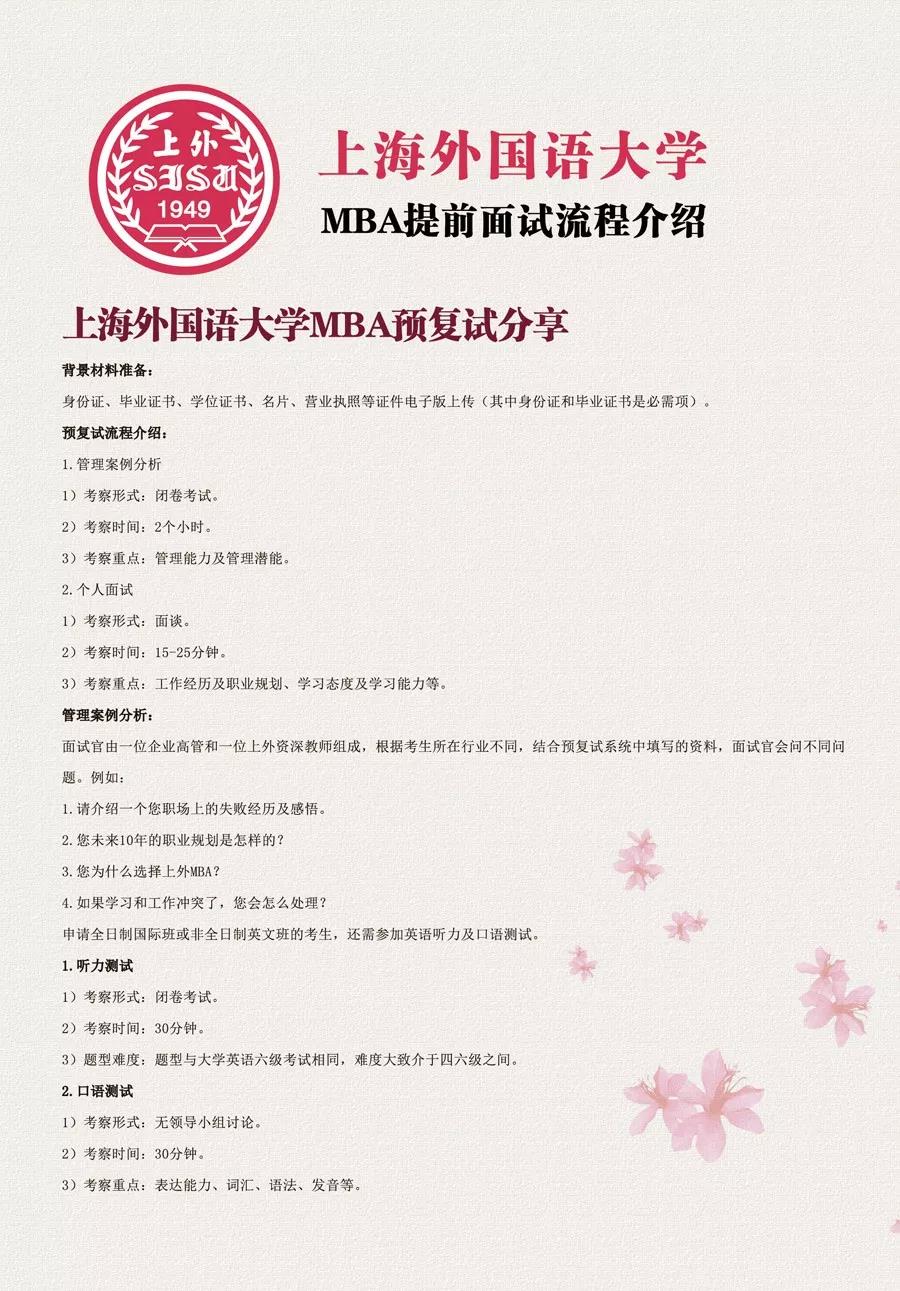 上外
SISU
1949
上海外国语大学
MBA提前面试流程介绍
上海外国语大学MBA预复试分享
背景材料准备：
身份证、毕业证书、学位证书、名片、营业执照等证件电子版上传（其中身份证和毕业证书是必需项）。
预复试流程介绍：
1.管理案例分析
1）考察形式：闭卷考试。
2）考察时间：2个小时。
3）考察重点：管理能力及管理潜能。
2.个人面试
1）考察形式：面谈。
2）考察时间：15-25分钟。
3）考察重点：工作经历及职业规划、学习态度及学习能力等。
管理案例分析：
面试官由一位企业高管和一位上外资深教师组成，根据考生所在行业不同，结合预复试系统中填写的资料，面试官会问不同问
题。例如：
1.请介绍一个您职场上的失败经历及感悟。
2.您未来10年的职业规划是怎样的？
3.您为什么选择上外MBA？
4.如果学习和工作冲突了，您会怎么处理？
申请全日制国际班或非全日制英文班的考生，还需参加英语听力及口语测试。
1.听力测试
1）考察形式：闭卷考试。
2）考察时间：30分钟。
3）题型难度：题型与大学英语六级考试相同，难度大致介于四六级之间。
2.口语测试
1）考察形式：无领导小组讨论。
2）考察时间：30分钟。
3）考察重点：表达能力、词汇、语法、发音等。